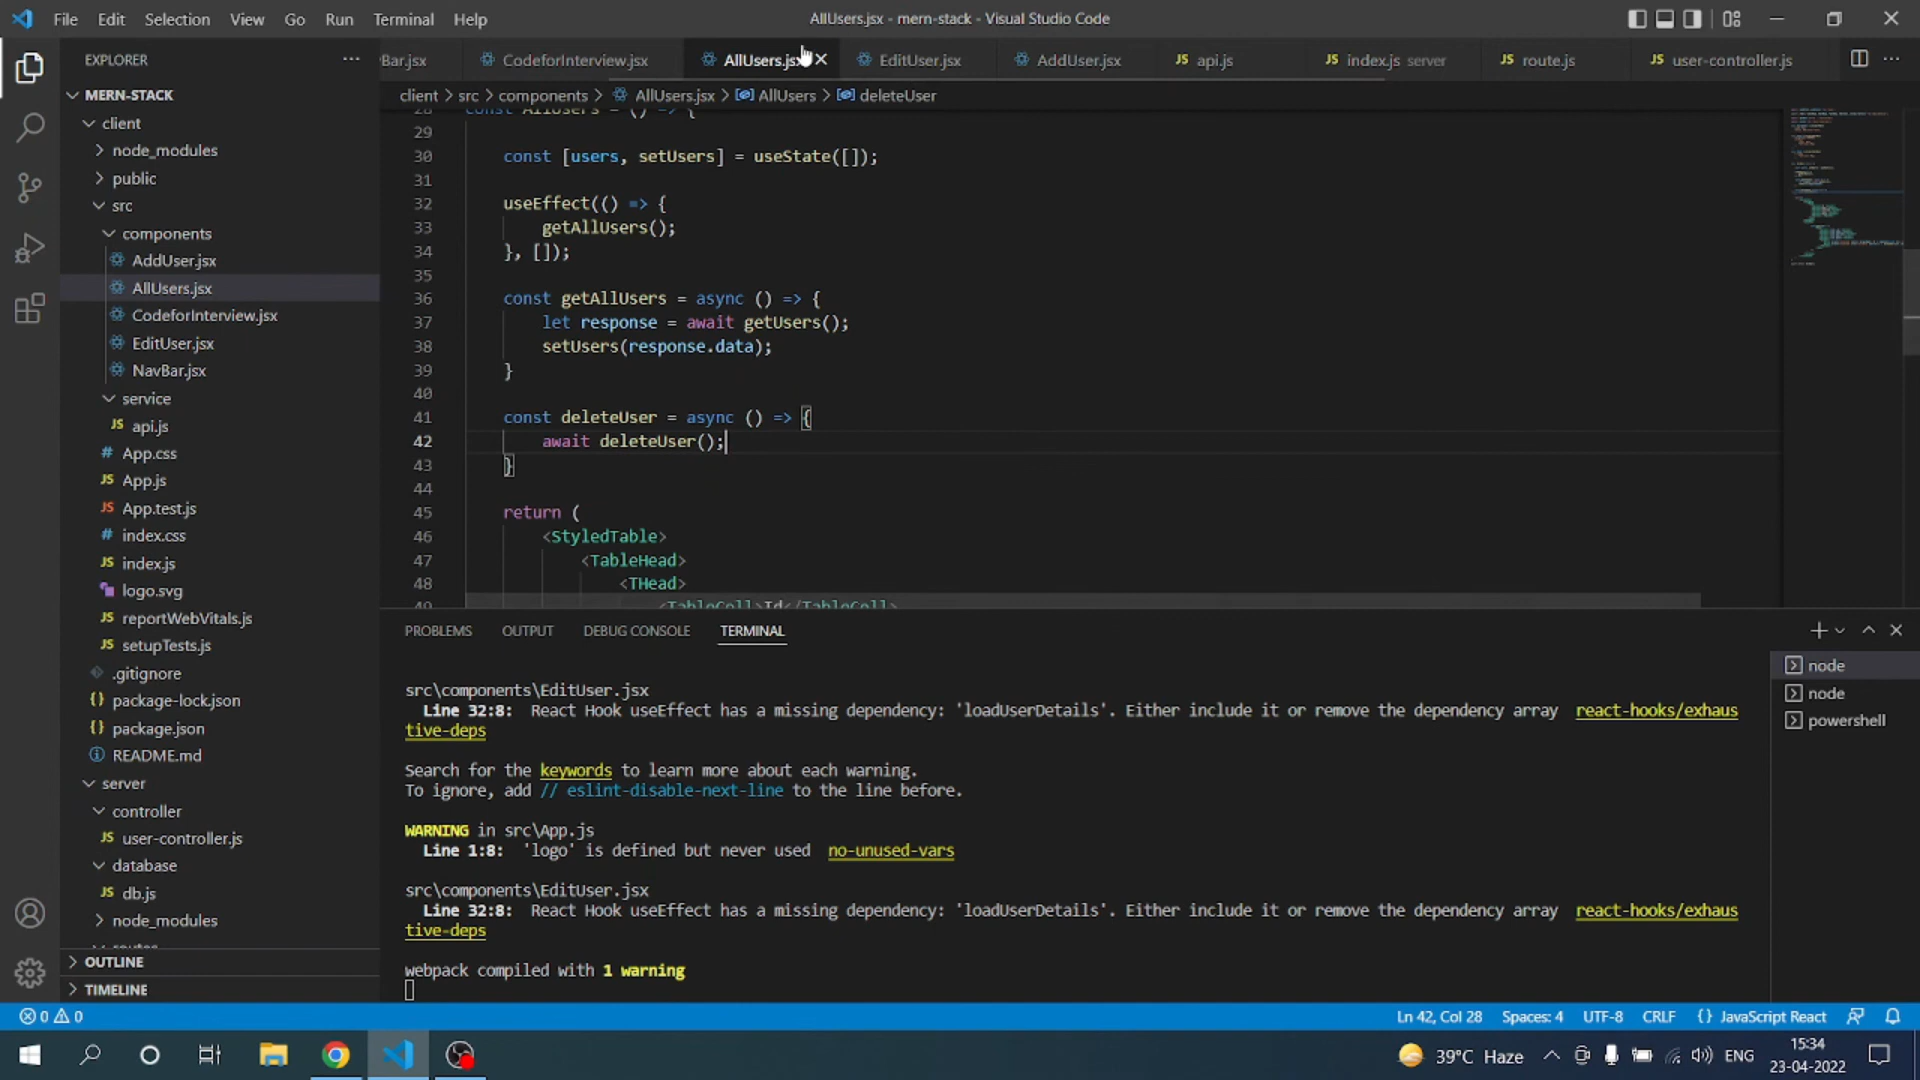 File Edit Selection View Go Run Terminal Help
AllUsers.jsx - mern-stack - Visual Studio Code
EXPLORER
Bar.jsx
CodeforInterview.jsx
AllUsers.jsx
EditUser.jsx
AddUser.jsx
api.js
index.js server
route.js
user-controller.js
client > src > components > AllUsers.jsx > AllUsers > deleteUser
MERN-STACK
client
node_modules
public
src
components
AddUser.jsx
AllUsers.jsx
CodeforInterview.jsx
EditUser.jsx
NavBar.jsx
service
api.js
App.css
App.js
App.test.js
index.css
index.js
logo.svg
reportWebVitals.js
setupTests.js
.gitignore
package-lock.json
package.json
README.md
server
controller
user-controller.js
database
db.js
node_modules
routes
OUTLINE
TIMELINE
28 const AllUsers = () => {
29
30 const [users, setUsers] = useState([]);
31
32 useEffect(() => {
33 getAllUsers();
34 }, []);
35
36 const getAllUsers = async () => {
37 let response = await getUsers();
38 setUsers(response.data);
39 }
40
41 const deleteUser = async () => {
42 await deleteUser();
43 }
44
45 return (
46 <StyledTable>
47 <TableHead>
48 <THead>
49 <TableCell>Id</TableCell>
PROBLEMS OUTPUT DEBUG CONSOLE TERMINAL
node
node
powershell
src\components\EditUser.jsx
Line 32:8: React Hook useEffect has a missing dependency: 'loadUserDetails'. Either include it or remove the dependency array react-hooks/exhaus
tive-deps
Search for the keywords to learn more about each warning.
To ignore, add // eslint-disable-next-line to the line before.
WARNING in src\App.js
Line 1:8: 'logo' is defined but never used no-unused-vars
src\components\EditUser.jsx
Line 32:8: React Hook useEffect has a missing dependency: 'loadUserDetails'. Either include it or remove the dependency array react-hooks/exhaus
tive-deps
webpack compiled with 1 warning
0 0
Ln 42, Col 28 Spaces: 4 UTF-8 CRLF {} JavaScript React
39°C Haze
ENG
15:34
23-04-2022